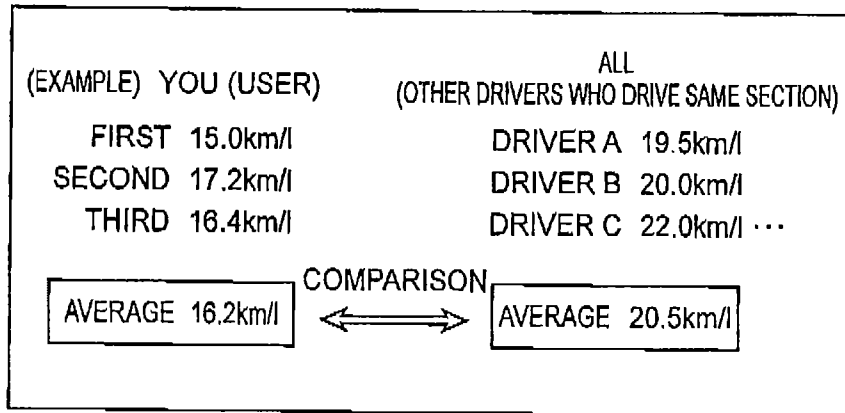 (EXAMPLE) YOU (USER)
FIRST 15.0km/l
SECOND 17.2km/l
THIRD 16.4km/l
AVERAGE 16.2km/l
COMPARISON
ALL
(OTHER DRIVERS WHO DRIVE SAME SECTION)
DRIVER A 19.5km/l
DRIVER B 20.0km/l
DRIVER C 22.0km/l ···
AVERAGE 20.5km/l